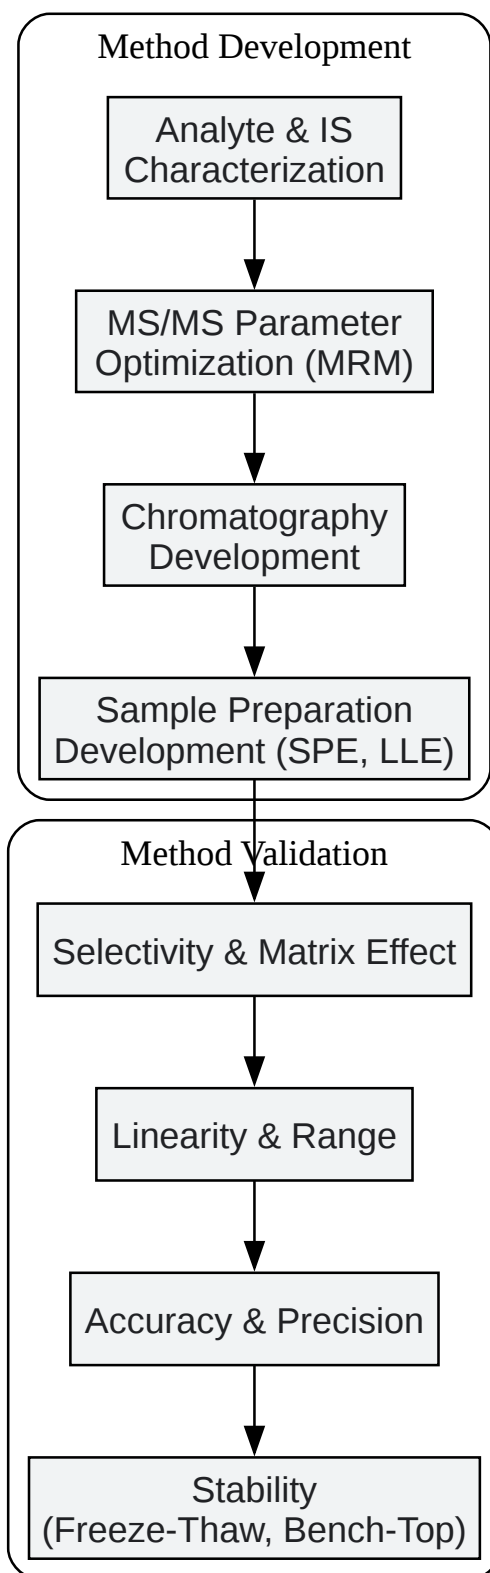 Method Development
Analyte & IS
Characterization
MS/MS Parameter
Optimization (MRM)
Chromatography
Development
Sample Preparation
Development (SPE, LLE)
Method Validation
Selectivity & Matrix Effect
Linearity & Range
Accuracy & Precision
Stability
(Freeze-Thaw, Bench-Top)